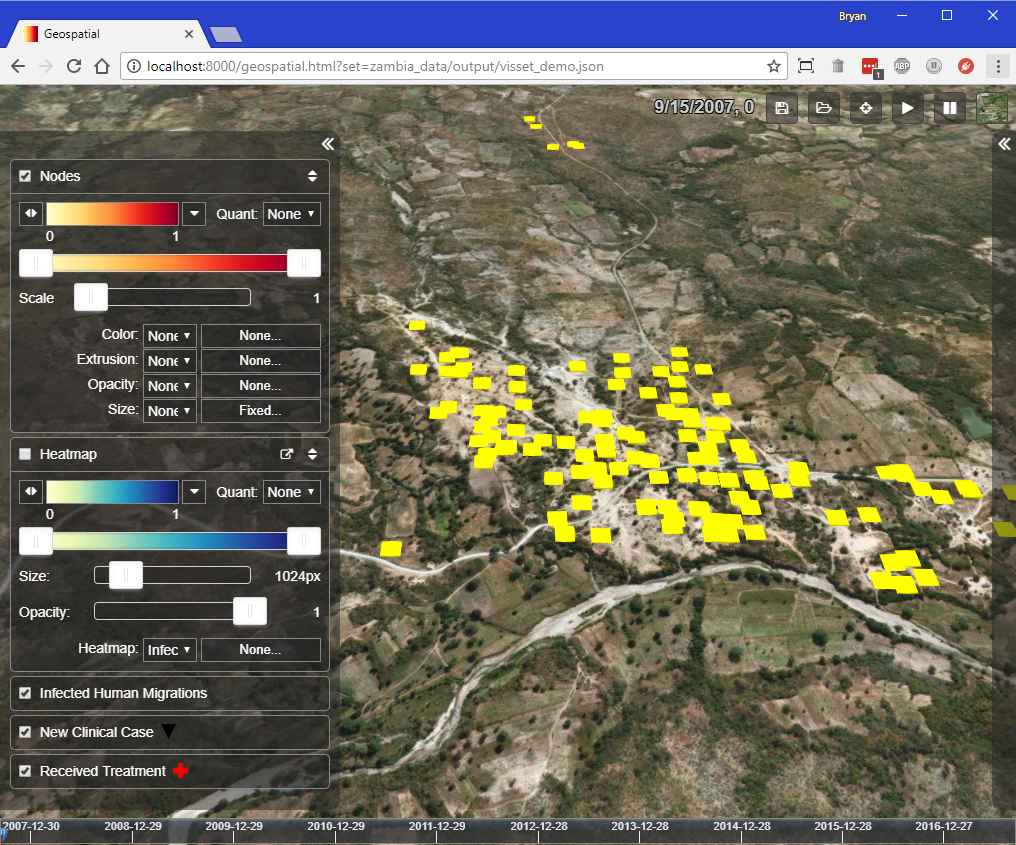 Bryan
Geospatial
localhost:8000/geospatial.html?set=zambia_data/output/visset_demo.json
1
ABP
9/15/2007, 0
Nodes
Quant: None
0 1
Scale 1
Color: None None...
Extrusion: None None...
Opacity: None None...
Size: None Fixed...
Heatmap
Quant: None
0 1
Size: 1024px
Opacity: 1
Heatmap: Infec None...
Infected Human Migrations
New Clinical Case
Received Treatment
2007-12-30 2008-12-29 2009-12-29 2010-12-29 2011-12-29 2012-12-28 2013-12-28 2014-12-28 2015-12-28 2016-12-27